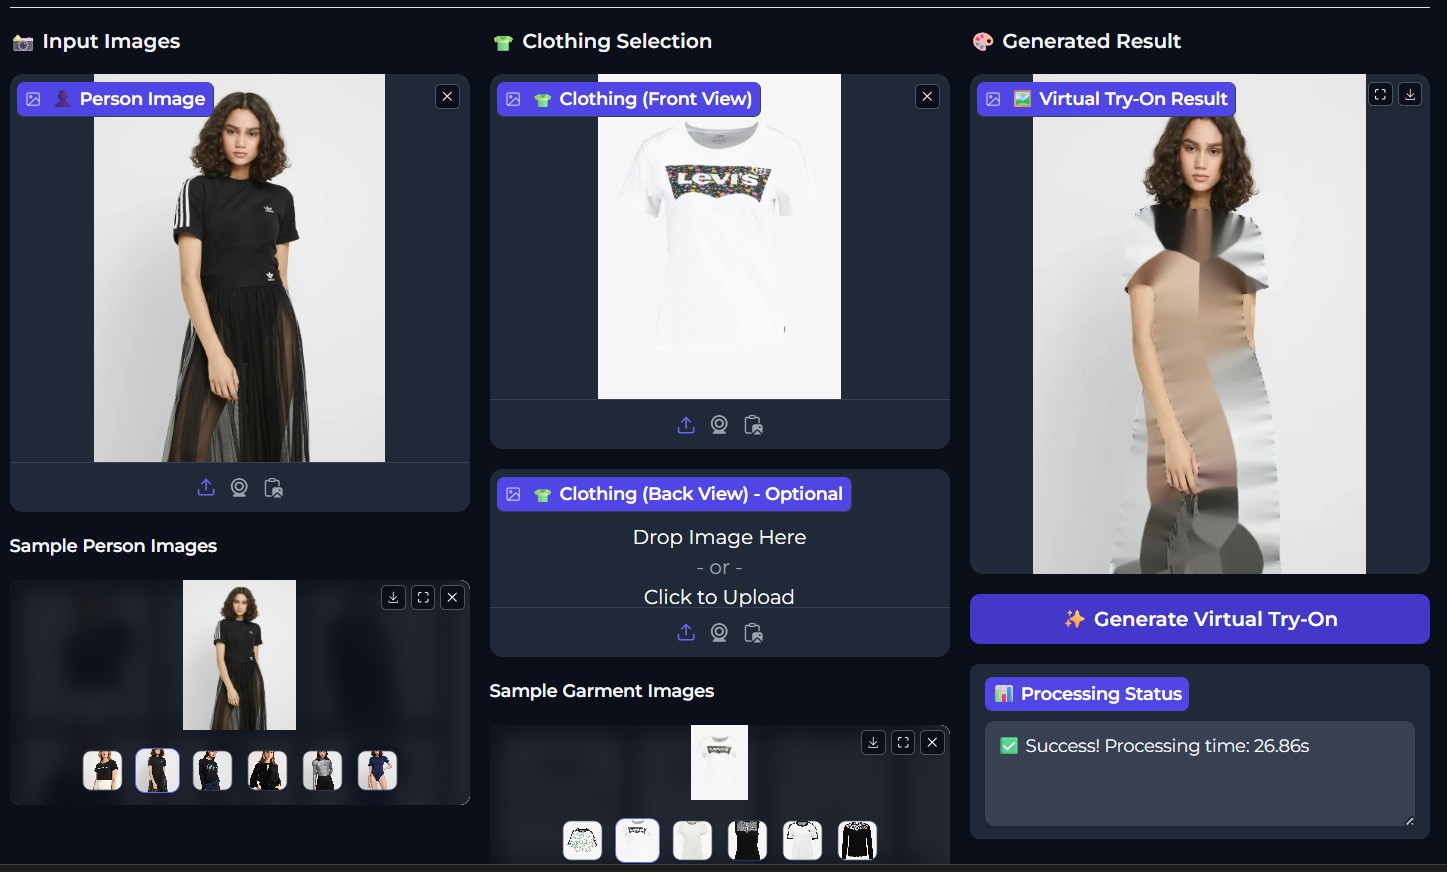 Input Images
Person Image
Sample Person Images
Clothing Selection
Clothing (Front View)
LEVI'S
Clothing (Back View) - Optional
Drop Image Here
- or -
Click to Upload
Sample Garment Images
Generated Result
Virtual Try-On Result
Generate Virtual Try-On
Processing Status
Success! Processing time: 26.86s